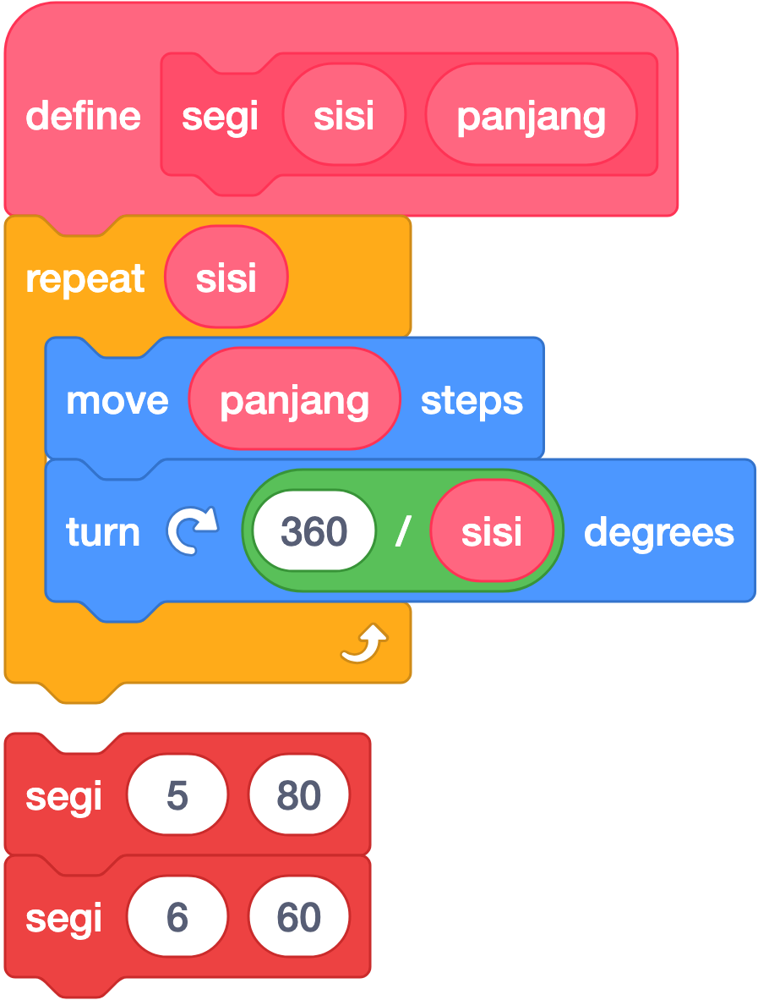 define segi sisi panjang
repeat sisi
move panjang steps
turn 360 / sisi degrees
segi 5 80
segi 6 60